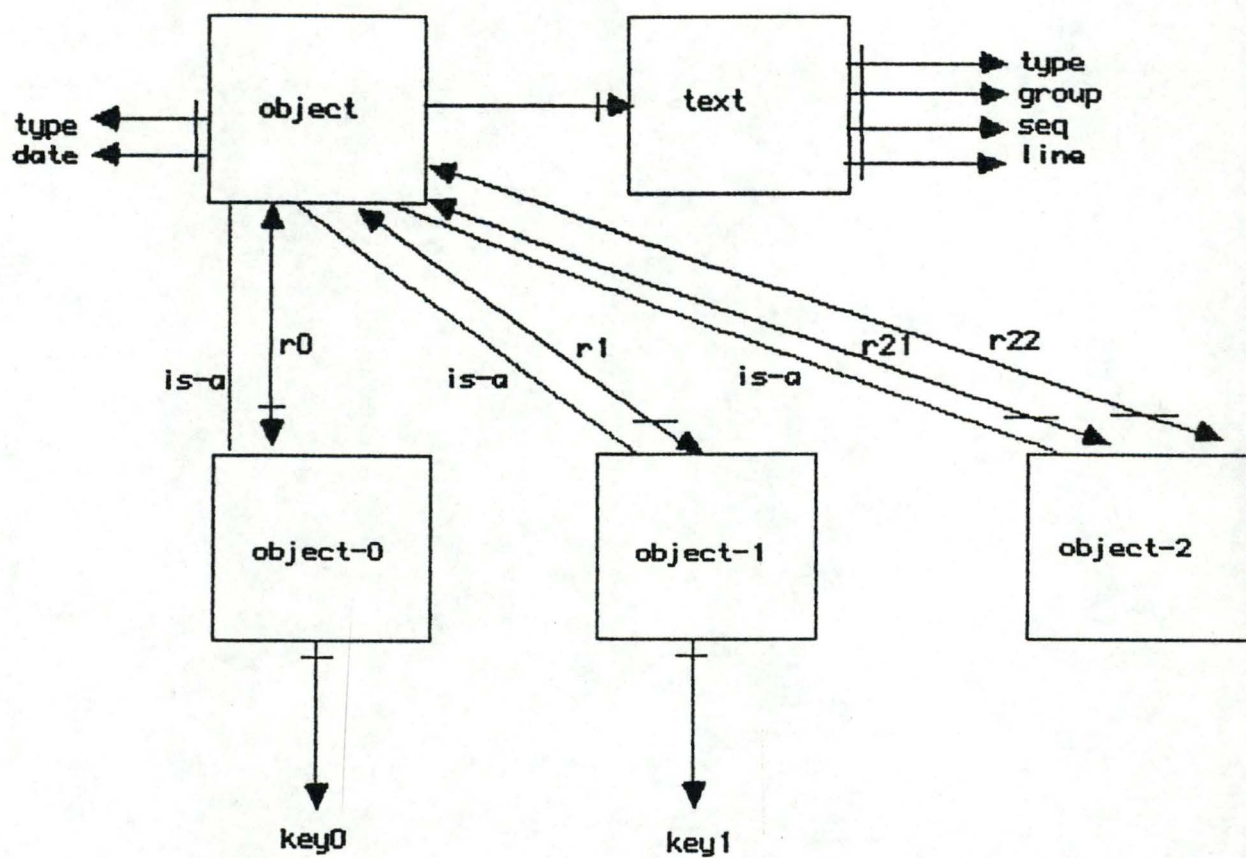 object
text
type
date
type
group
seq
line
r0
is-a
r1
is-a
r21
r22
is-a
object-0
object-1
object-2
key0
key1